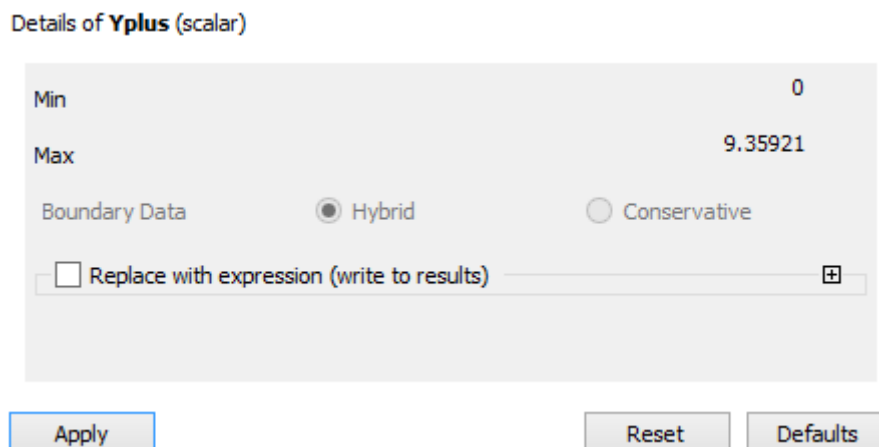 Details of Yplus (scalar)
Min 0
Max 9.35921
Boundary Data Hybrid Conservative
Replace with expression (write to results)
Apply Reset Defaults